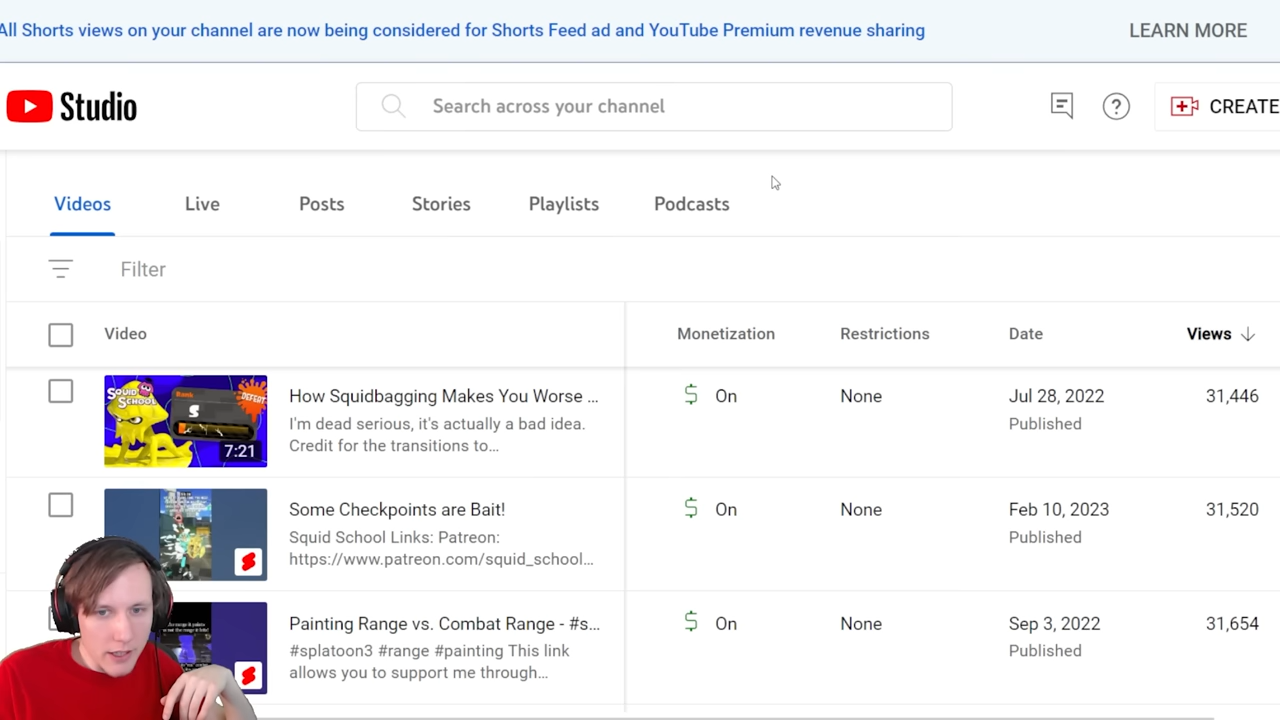 All Shorts views on your channel are now being considered for Shorts Feed ad and YouTube Premium revenue sharing
LEARN MORE
Studio
Search across your channel
CREATE
Videos Live Posts Stories Playlists Podcasts
Filter
Video Monetization Restrictions Date Views
SQUID SCHOOL
DEFEAT
S
7:21
How Squidbagging Makes You Worse ...
I'm dead serious, it's actually a bad idea.
Credit for the transitions to...
On None Jul 28, 2022 31,446
Published
Some Checkpoints are Bait!
Squid School Links: Patreon:
https://www.patreon.com/squid_school...
On None Feb 10, 2023 31,520
Published
Painting Range vs. Combat Range - #s...
#splatoon3 #range #painting This link
allows you to support me through...
On None Sep 3, 2022 31,654
Published